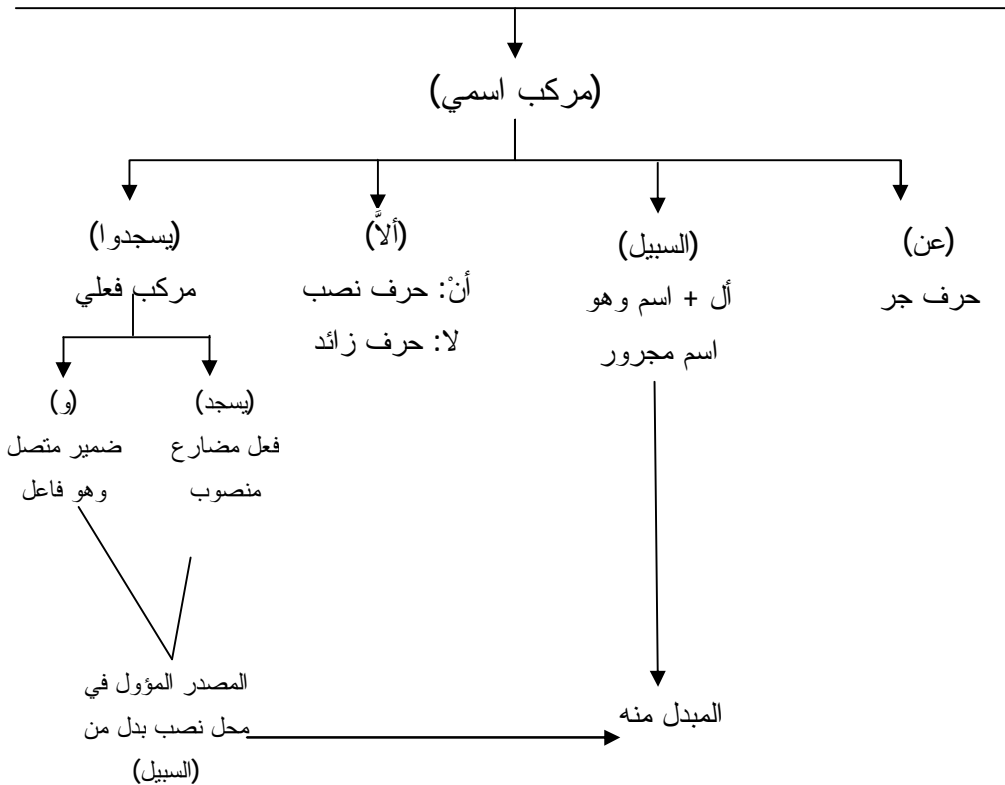 (مركب اسمي)
(عن)
حرف جر
(السبيل)
أل + اسم وهو
اسم مجرور
(ألاَّ)
أنْ: حرف نصب
لا: حرف زائد
(يسجدوا)
مركب فعلي
(يسجد)
فعل مضارع
منصوب
(و)
ضمير متصل
وهو فاعل
المبدل منه
المصدر المؤول في
محل نصب بدل من
(السبيل)